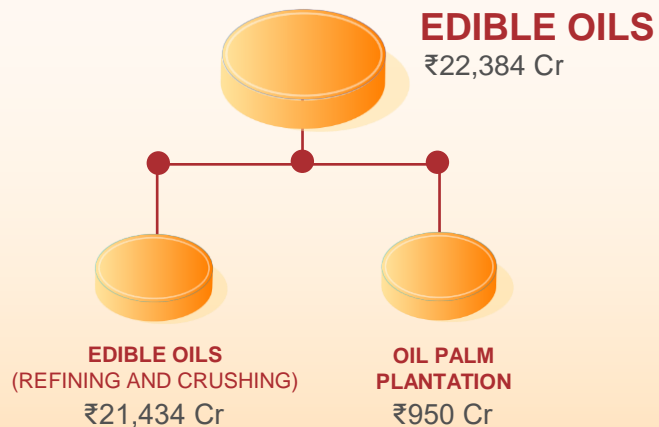 EDIBLE OILS
₹22,384 Cr
EDIBLE OILS
(REFINING AND CRUSHING)
₹21,434 Cr
OIL PALM
PLANTATION
₹950 Cr